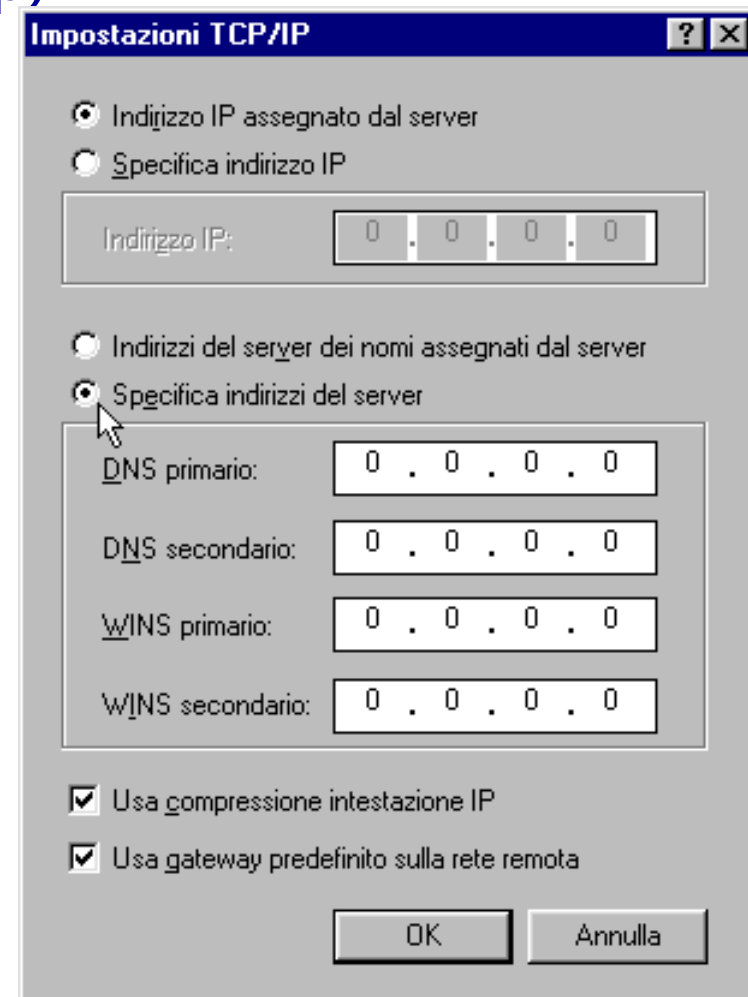 Impostazioni TCP/IP
Indirizzo IP assegnato dal server
Specifica indirizzo IP
Indirizzo IP: 0 . 0 . 0 . 0
Indirizzi del server dei nomi assegnati dal server
Specifica indirizzi del server
DNS primario: 0 . 0 . 0 . 0
DNS secondario: 0 . 0 . 0 . 0
WINS primario: 0 . 0 . 0 . 0
WINS secondario: 0 . 0 . 0 . 0
Usa compressione intestazione IP
Usa gateway predefinito sulla rete remota
OK Annulla